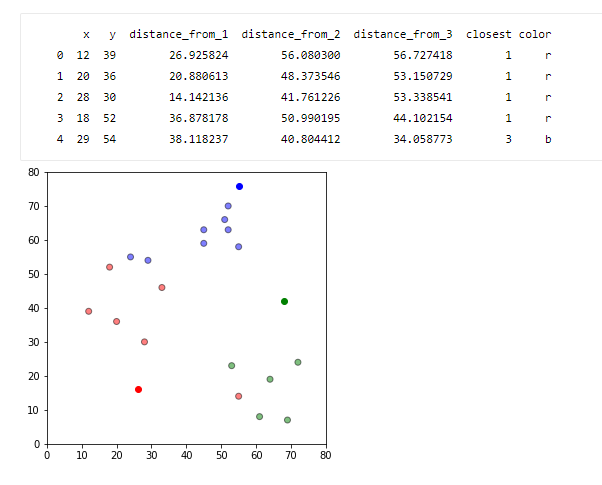 x y distance_from_1 distance_from_2 distance_from_3 closest color
0 12 39 26.925824 56.080300 56.727418 1 r
1 20 36 20.880613 48.373546 53.150729 1 r
2 28 30 14.142136 41.761226 53.338541 1 r
3 18 52 36.878178 50.990195 44.102154 1 r
4 29 54 38.118237 40.804412 34.058773 3 b
80
70
60
50
40
30
20
10
0
0 10 20 30 40 50 60 70 80